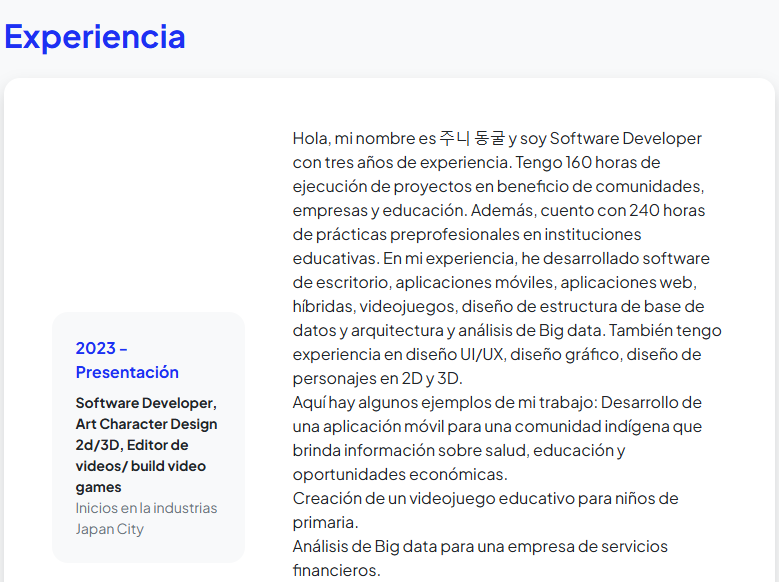 Experiencia
2023 -
Presentación
Software Developer,
Art Character Design
2d/3D, Editor de
videos/ build video
games
Inicios en la industrias
Japan City
Hola, mi nombre es 주니 동굴 y soy Software Developer
con tres años de experiencia. Tengo 160 horas de
ejecución de proyectos en beneficio de comunidades,
empresas y educación. Además, cuento con 240 horas
de prácticas preprofesionales en instituciones
educativas. En mi experiencia, he desarrollado software
de escritorio, aplicaciones móviles, aplicaciones web,
híbridas, videojuegos, diseño de estructura de base de
datos y arquitectura y análisis de Big data. También tengo
experiencia en diseño UI/UX, diseño gráfico, diseño de
personajes en 2D y 3D.
Aquí hay algunos ejemplos de mi trabajo: Desarrollo de
una aplicación móvil para una comunidad indígena que
brinda información sobre salud, educación y
oportunidades económicas.
Creación de un videojuego educativo para niños de
primaria.
Análisis de Big data para una empresa de servicios
financieros.